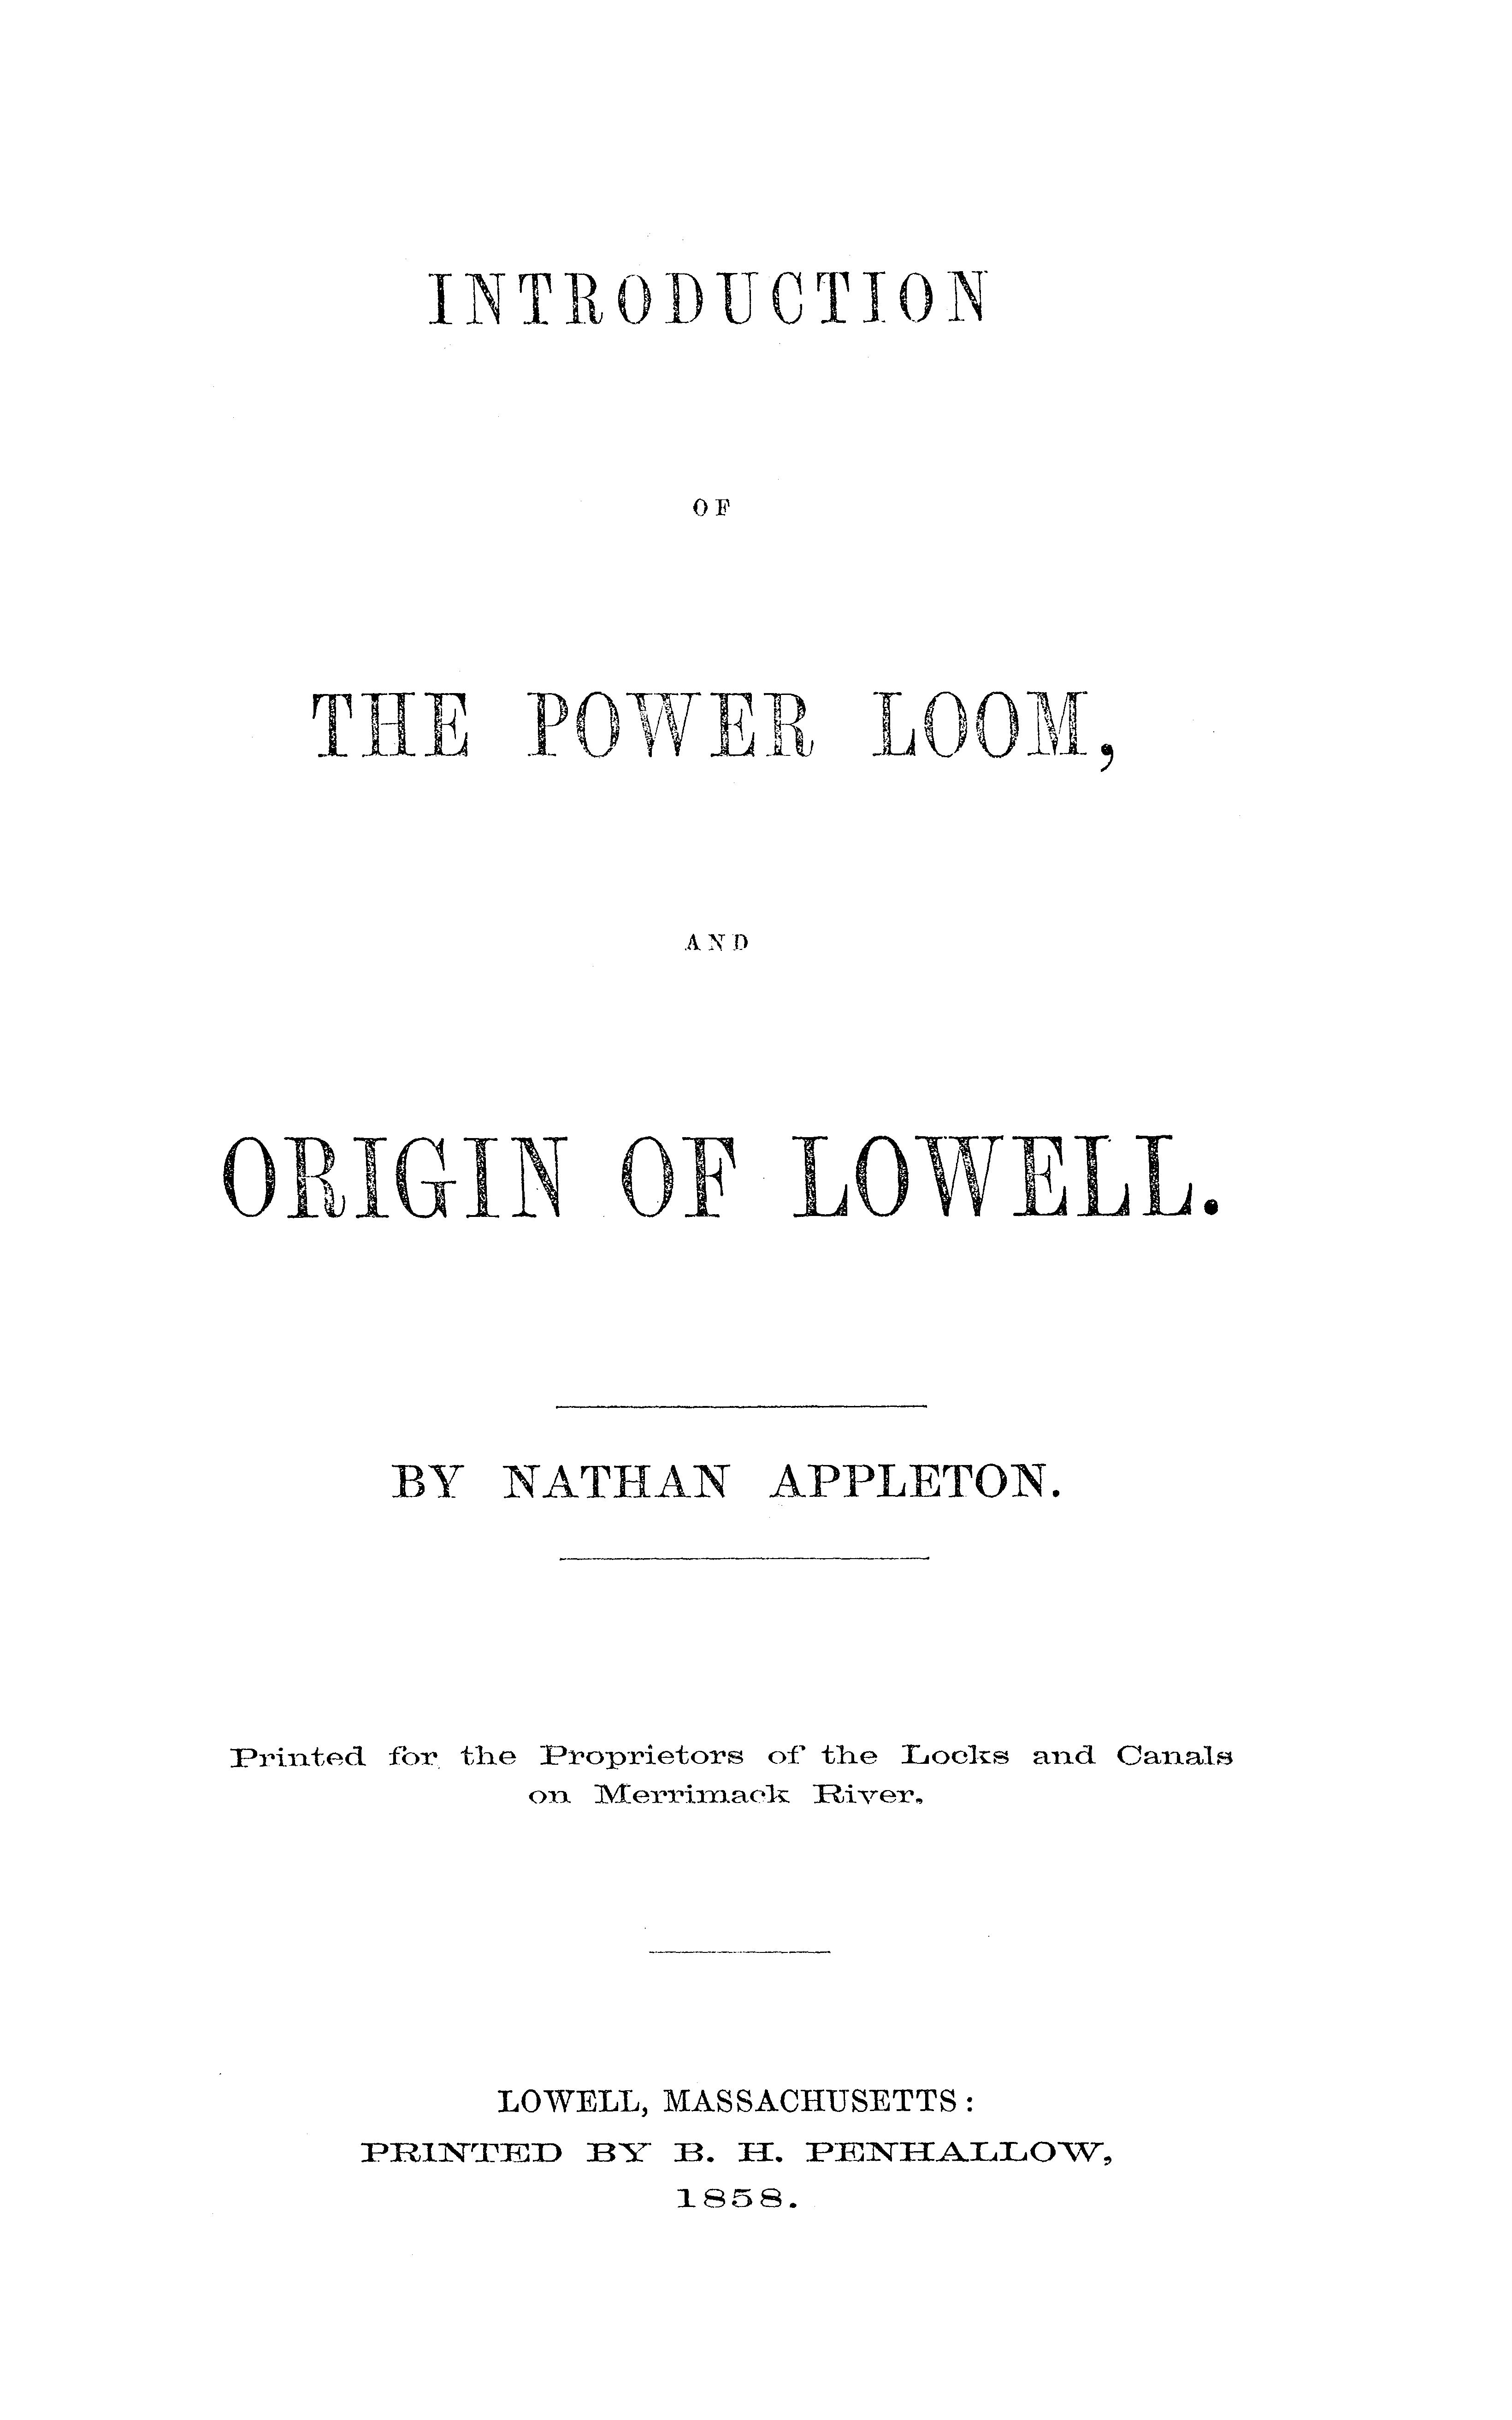 INTRODUCTION
OF
THE POWER LOOM,
AND
ORIGIN OF LOWELL.
BY NATHAN APPLETON.
Printed for the Proprietors of the Locks and Canals
on Merrimack River.
LOWELL, MASSACHUSETTS:
PRINTED BY B. H. PENHALLOW,
1858.